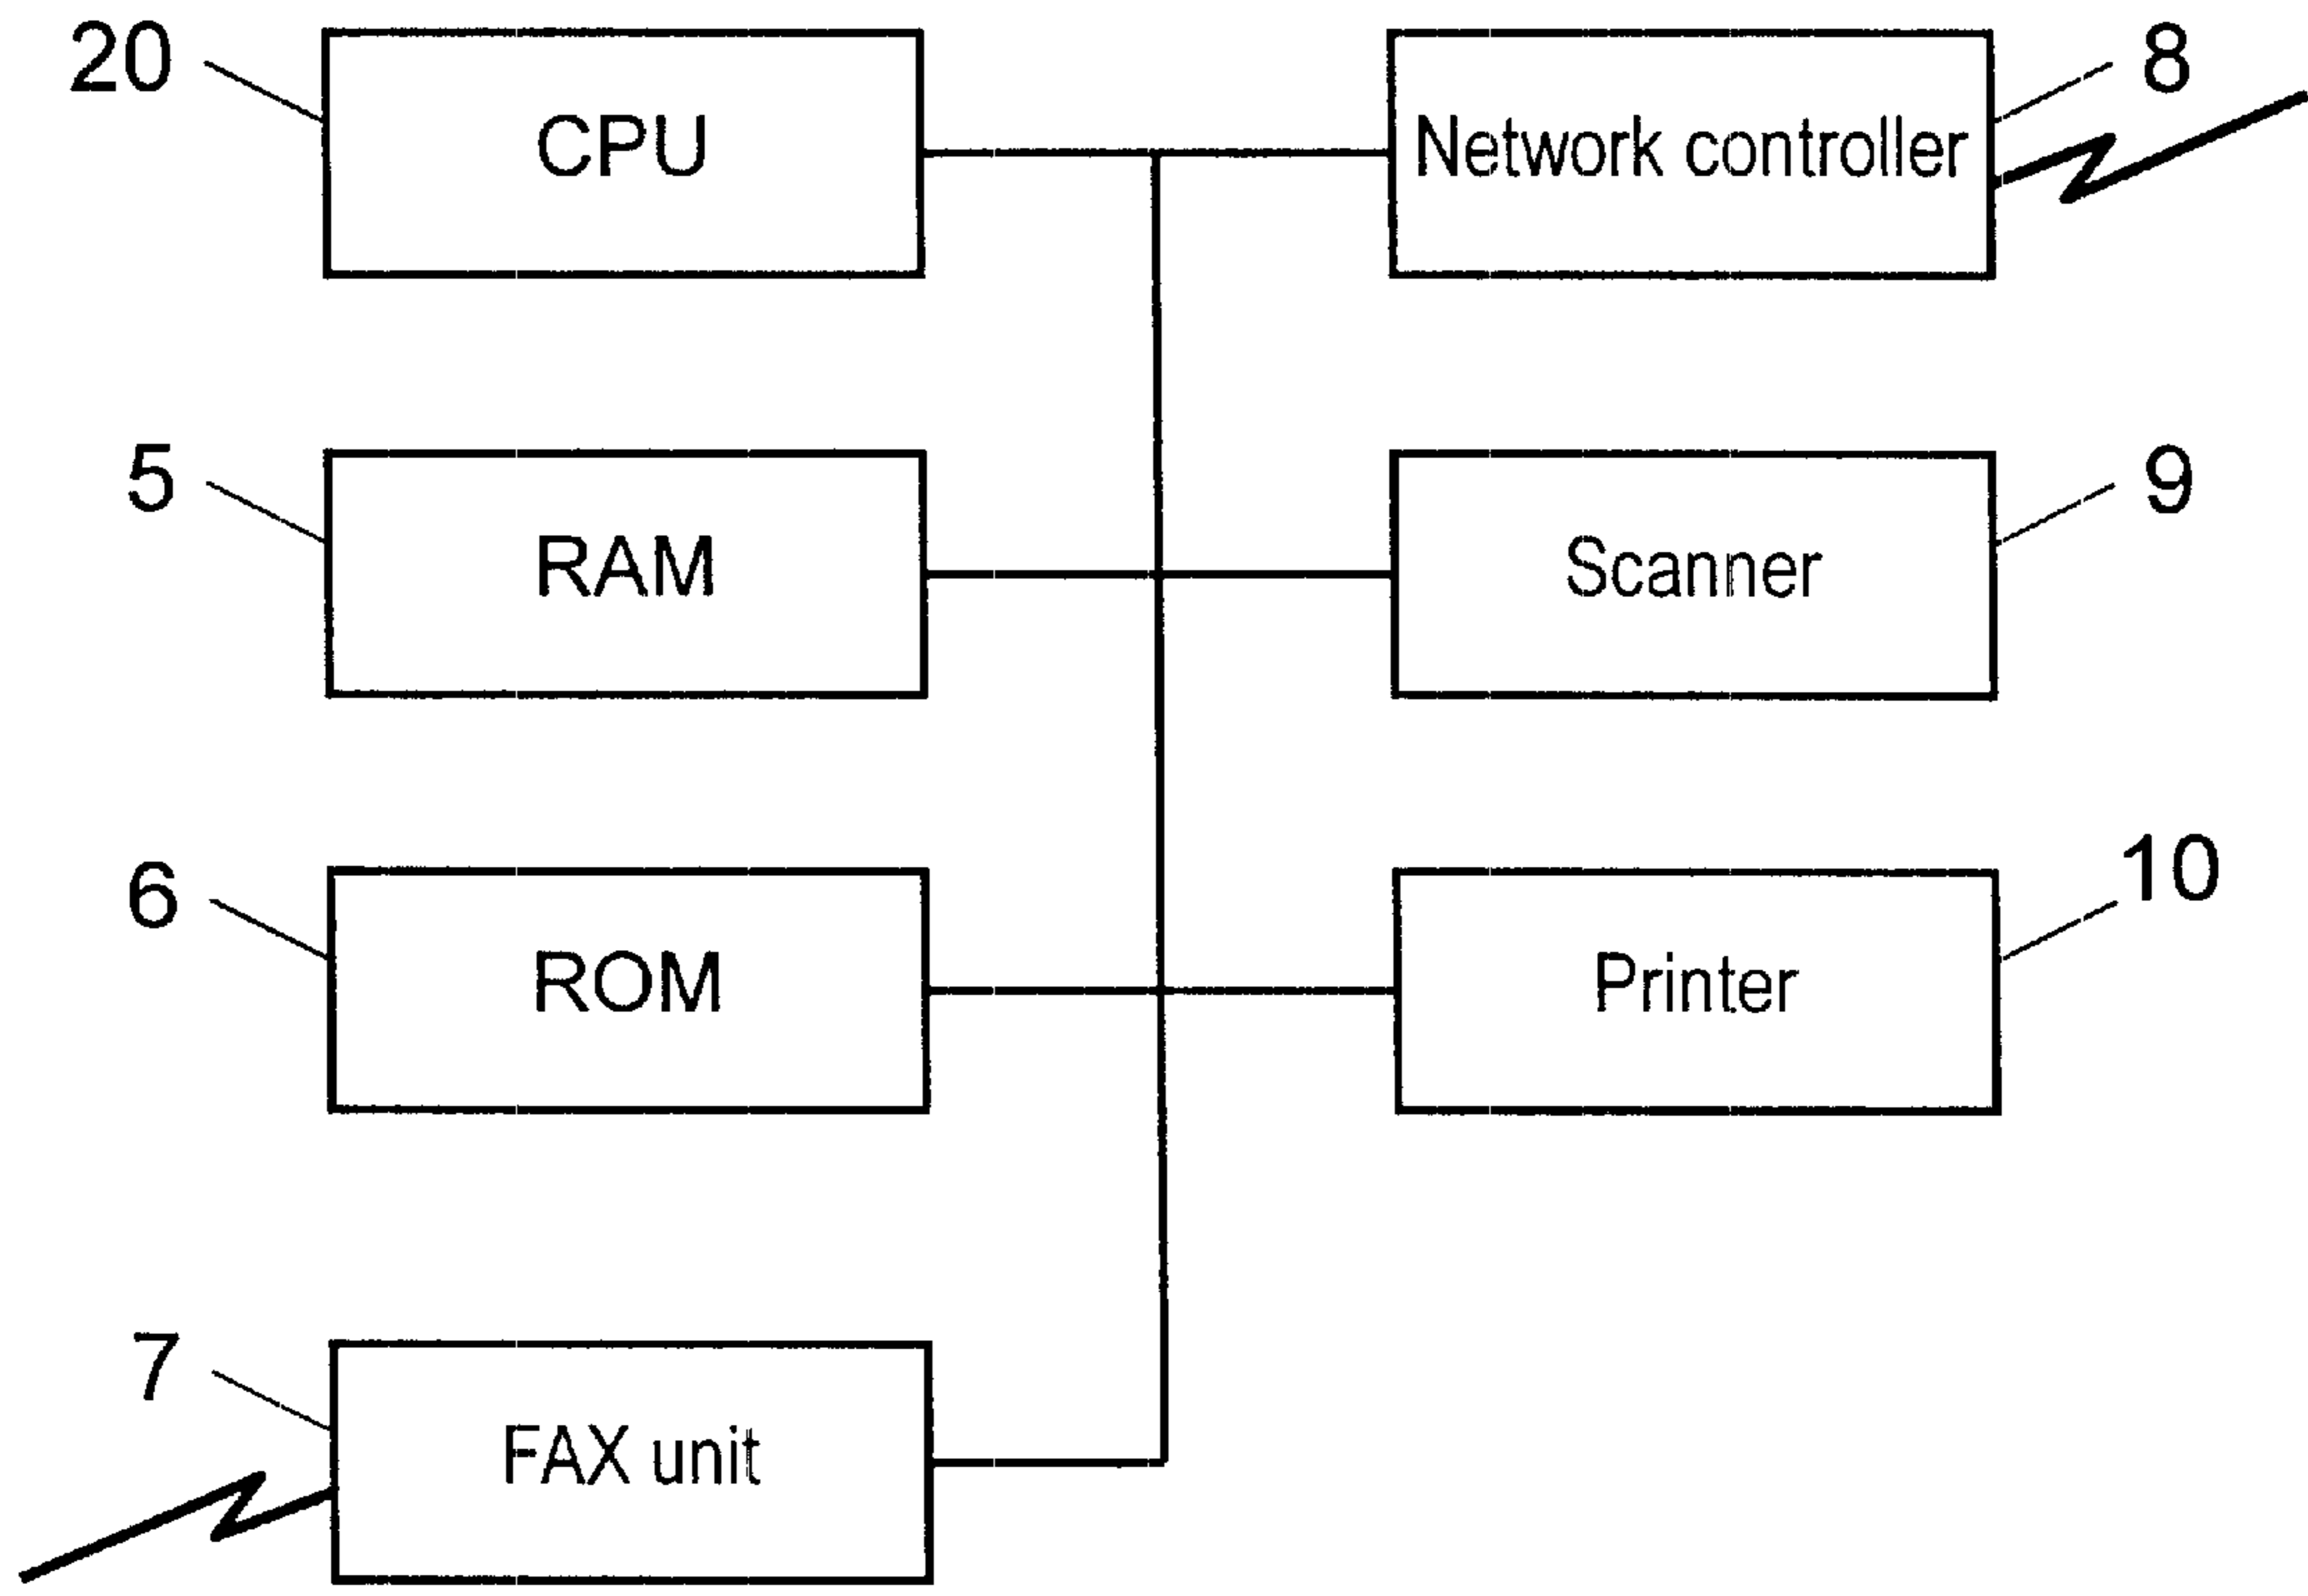 20 CPU Network controller 8
5 RAM Scanner 9
6 ROM Printer 10
7 FAX unit